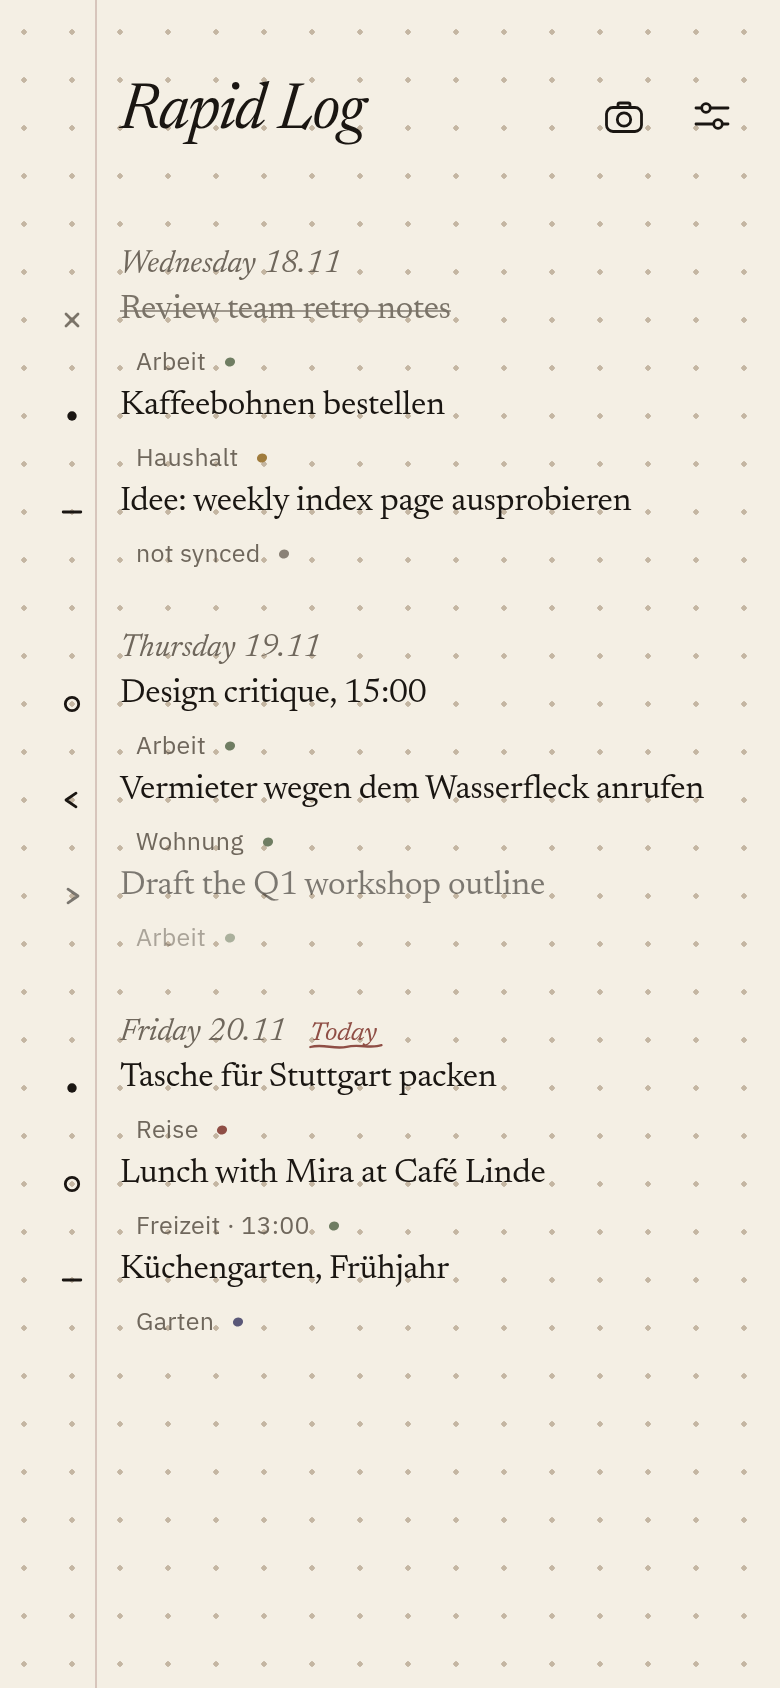 Rapid Log
Wednesday 18.11
× Review team retro notes
Arbeit
• Kaffeebohnen bestellen
Haushalt
– Idee: weekly index page ausprobieren
not synced
Thursday 19.11
○ Design critique, 15:00
Arbeit
< Vermieter wegen dem Wasserfleck anrufen
Wohnung
> Draft the Q1 workshop outline
Arbeit
Friday 20.11 Today
• Tasche für Stuttgart packen
Reise
○ Lunch with Mira at Café Linde
Freizeit · 13:00
– Küchengarten, Frühjahr
Garten